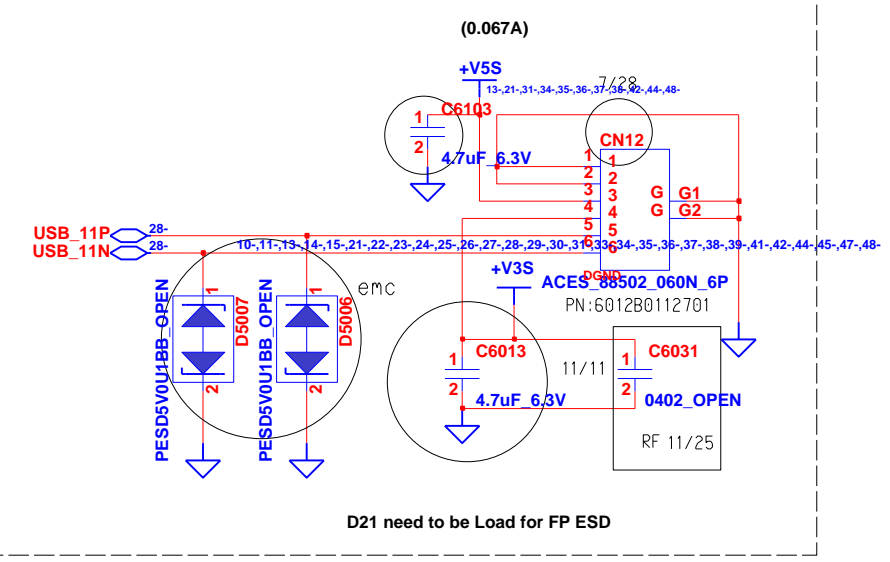 (0.067A)
+V5S
7/28
13-,21-,31-,34-,35-,36-,37-,38-,42-,44-,48-
C6103
1
2
4.7uF_6.3V
CN12
1 1
2 2
3 3
4 4
5 5
6 6
G G1
G G2
USB_11P 28-
USB_11N 28-
10-,11-,13-,14-,15-,21-,22-,23-,24-,25-,26-,27-,28-,29-,30-,31-,33-,34-,35-,36-,37-,38-,39-,41-,42-,44-,45-,47-,48-
DGND
ACES_88502_060N_6P
PN:6012B0112701
+V3S
emc
PESD5V0U1BB_OPEN
1
2
D5007
PESD5V0U1BB_OPEN
1
2
D5006
C6013
1
2
4.7uF_6.3V
11/11
C6031
1
2
0402_OPEN
RF 11/25
D21 need to be Load for FP ESD